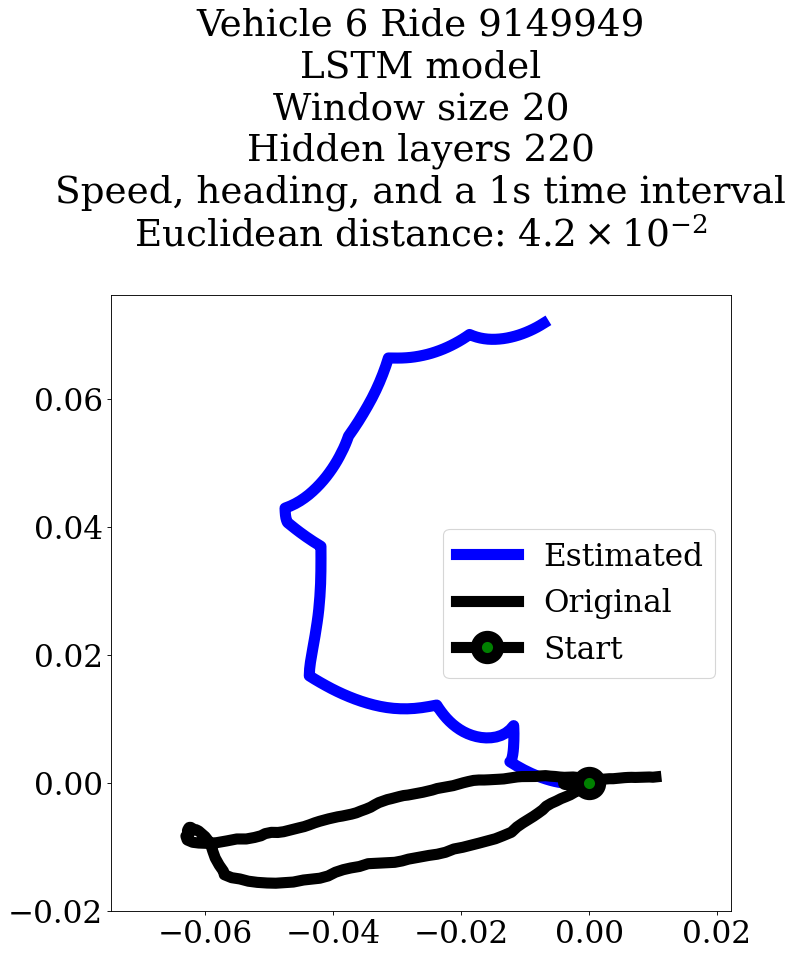 Vehicle 6 Ride 9149949
LSTM model
Window size 20
Hidden layers 220
Speed, heading, and a 1s time interval
Euclidean distance: 4.2 × 10⁻²
0.06
0.04
0.02
0.00
−0.02
Estimated
Original
Start
−0.06
−0.04
−0.02
0.00
0.02